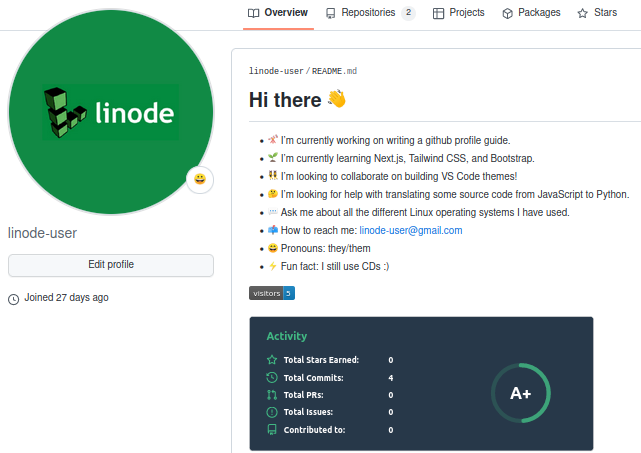 Overview Repositories 2 Projects Packages Stars
linode
linode-user
Edit profile
Joined 27 days ago
linode-user / README.md
Hi there 👋
I'm currently working on writing a github profile guide.
I'm currently learning Next.js, Tailwind CSS, and Bootstrap.
I'm looking to collaborate on building VS Code themes!
I'm looking for help with translating some source code from JavaScript to Python.
Ask me about all the different Linux operating systems I have used.
How to reach me: linode-user@gmail.com
Pronouns: they/them
Fun fact: I still use CDs :)
visitors 5
Activity
Total Stars Earned: 0
Total Commits: 4
Total PRs: 0
Total Issues: 0
Contributed to: 0
A+